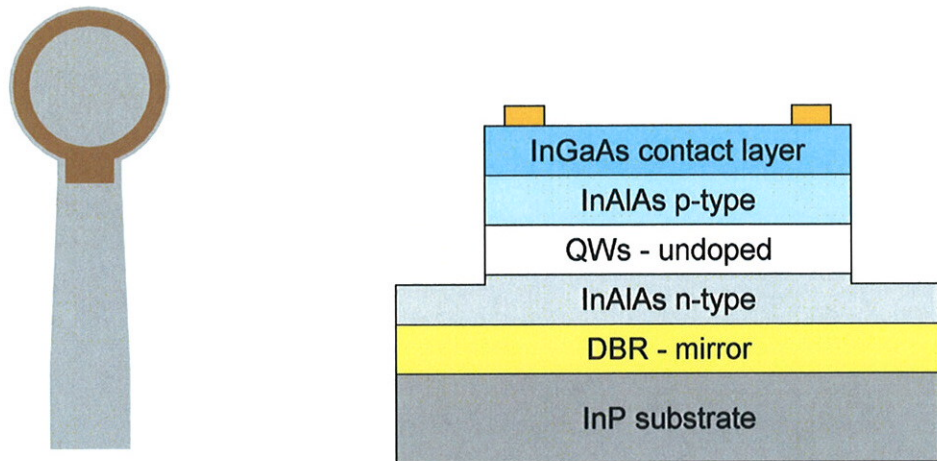 InGaAs contact layer
InAlAs p-type
QWs - undoped
InAlAs n-type
DBR - mirror
InP substrate